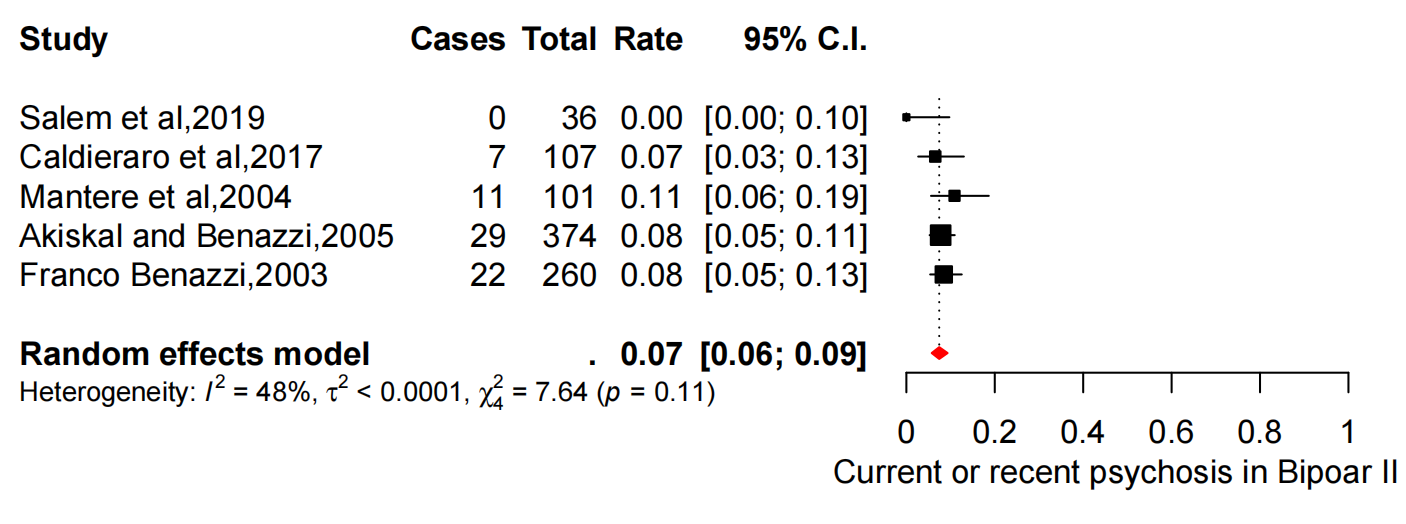 Study Cases Total Rate 95% C.I.
Salem et al,2019 0 36 0.00 [0.00; 0.10]
Caldieraro et al,2017 7 107 0.07 [0.03; 0.13]
Mantere et al,2004 11 101 0.11 [0.06; 0.19]
Akiskal and Benazzi,2005 29 374 0.08 [0.05; 0.11]
Franco Benazzi,2003 22 260 0.08 [0.05; 0.13]
Random effects model . 0.07 [0.06; 0.09]
Heterogeneity: I² = 48%, τ² < 0.0001, χ²₄ = 7.64 (p = 0.11)
0 0.2 0.4 0.6 0.8 1
Current or recent psychosis in Bipoar II